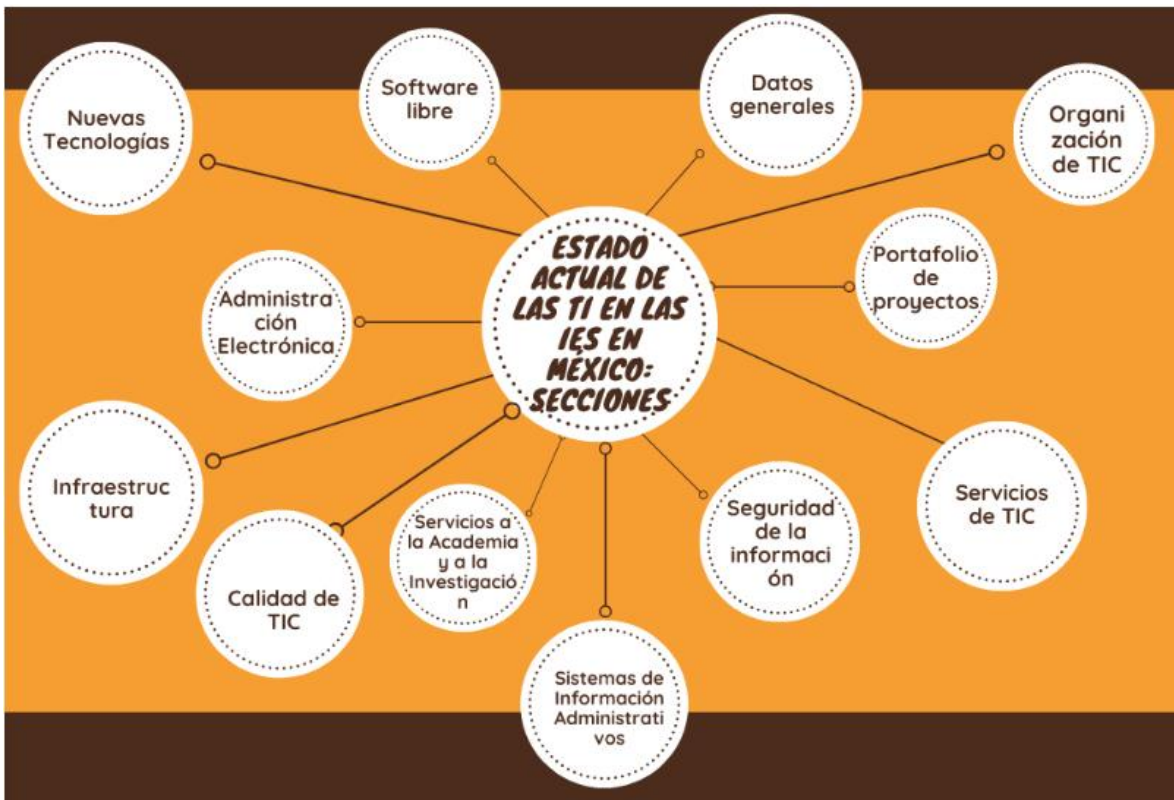 Nuevas
Tecnologías
Software
libre
Datos
generales
Organi
zación
de TIC
ESTADO
ACTUAL DE
LAS TI EN LAS
IES EN
MÉXICO:
SECCIONES
Portafolio
de
proyectos
Administra
ción
Electrónica
Infraestruc
tura
Calidad de
TIC
Servicios a
la Academia
y a la
Investigació
n
Seguridad
de la
informaci
ón
Servicios
de TIC
Sistemas de
Información
Administrati
vos